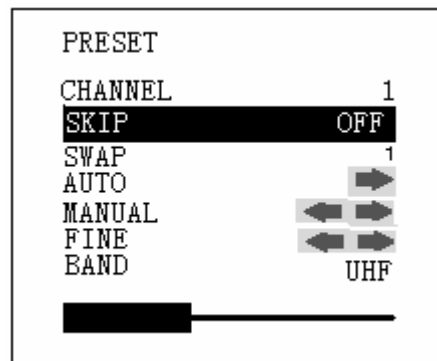 PRESET
CHANNEL 1
SKIP OFF
SWAP 1
AUTO
MANUAL
FINE
BAND UHF